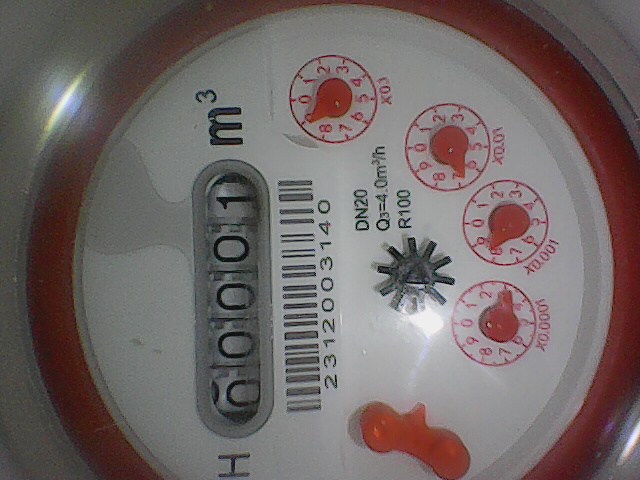 m³
00001
H
2312003140
DN20
Q₃=4.0m³/h
R100
X0.1
X0.01
X0.001
X0.0001